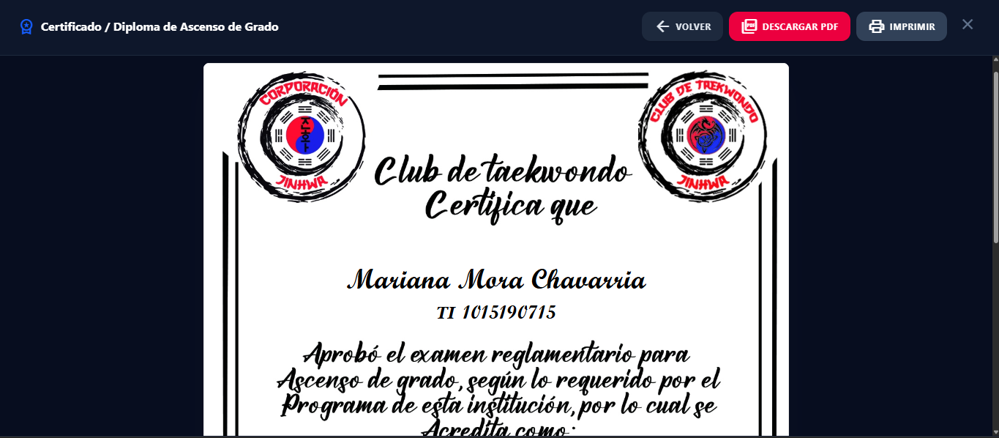 Certificado / Diploma de Ascenso de Grado
VOLVER
DESCARGAR PDF
IMPRIMIR
CORPORACIÓN
진화
JINHWA
CLUB DE TAEKWONDO
JINHWA
Club de taekwondo
Certifica que
Mariana Mora Chavarria
TI 1015190715
Aprobó el examen reglamentario para
Ascenso de grado, según lo requerido por el
Programa de esta institución, por lo cual se
Acredita como: